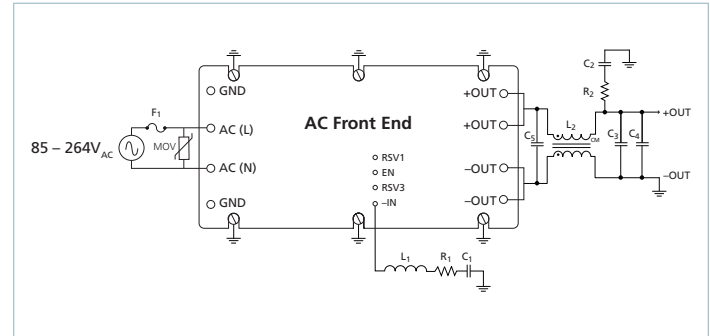 C2
R2
GND
F1
85 – 264VAC
MOV
AC (L)
AC (N)
GND
AC Front End
RSV1
EN
RSV3
–IN
+OUT
+OUT
–OUT
–OUT
C5
L2
CM
C3
C4
+OUT
–OUT
L1
R1
C1